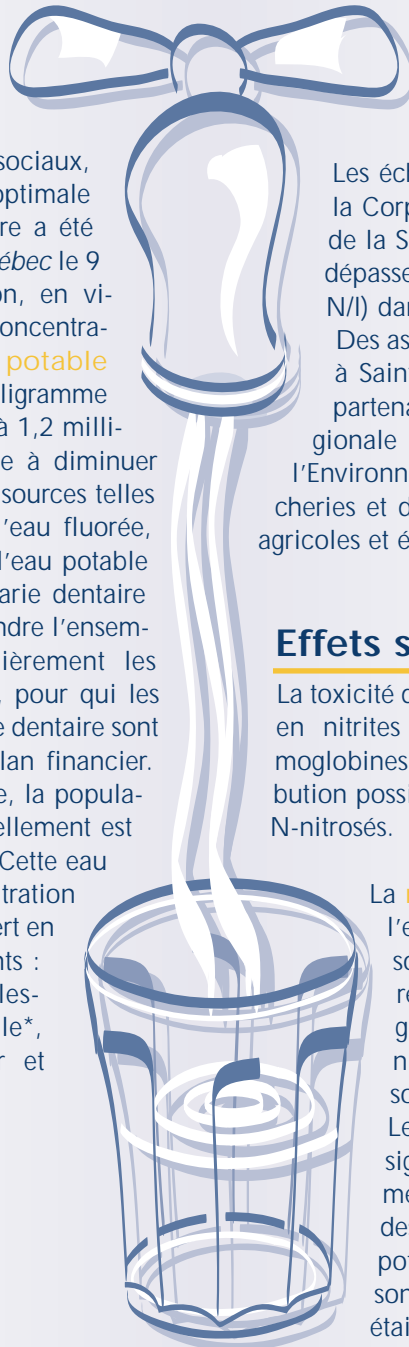 sociaux,
optimale
re a été
ébec le 9
on, en vi-
oncentra-
potable
ligramme
à 1,2 milli-
e à diminuer
sources telles
'eau fluorée,
l'eau potable
arie dentaire
ndre l'ensem-
ièrement les
, pour qui les
e dentaire sont
lan financier.
e, la popula-
ellement est
Cette eau
tration
ert en
nts :
les-
le*,
r et
Les éch
la Corp
de la S
dépasse
N/l) dan
Des as
à Saint
partena
gionale
l'Environn
cheries et d
agricoles et é
Effets s
La toxicité d
en nitrites
moglobines
bution possi
N-nitrosés.
La
l'e
so
re
g
n
so
Le
sig
me
de
pot
son
étai